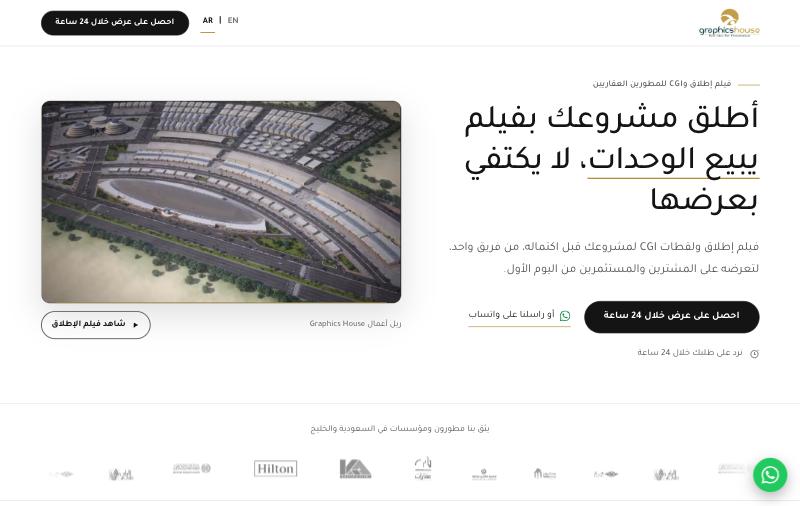 graphicshouse
AR | EN
احصل على عرض خلال 24 ساعة
فيلم إطلاق وCGI للمطورين العقاريين
أطلق مشروعك بفيلم
يبيع الوحدات، لا يكتفي
بعرضها
فيلم إطلاق ولقطات CGI لمشروعك قبل اكتماله، من فريق واحد،
لتعرضه على المشترين والمستثمرين من اليوم الأول.
احصل على عرض خلال 24 ساعة
أو راسلنا على واتساب
نرد على طلبك خلال 24 ساعة
ريل أعمال Graphics House
شاهد فيلم الإطلاق
يثق بنا مطورون ومؤسسات في السعودية والخليج
Hilton